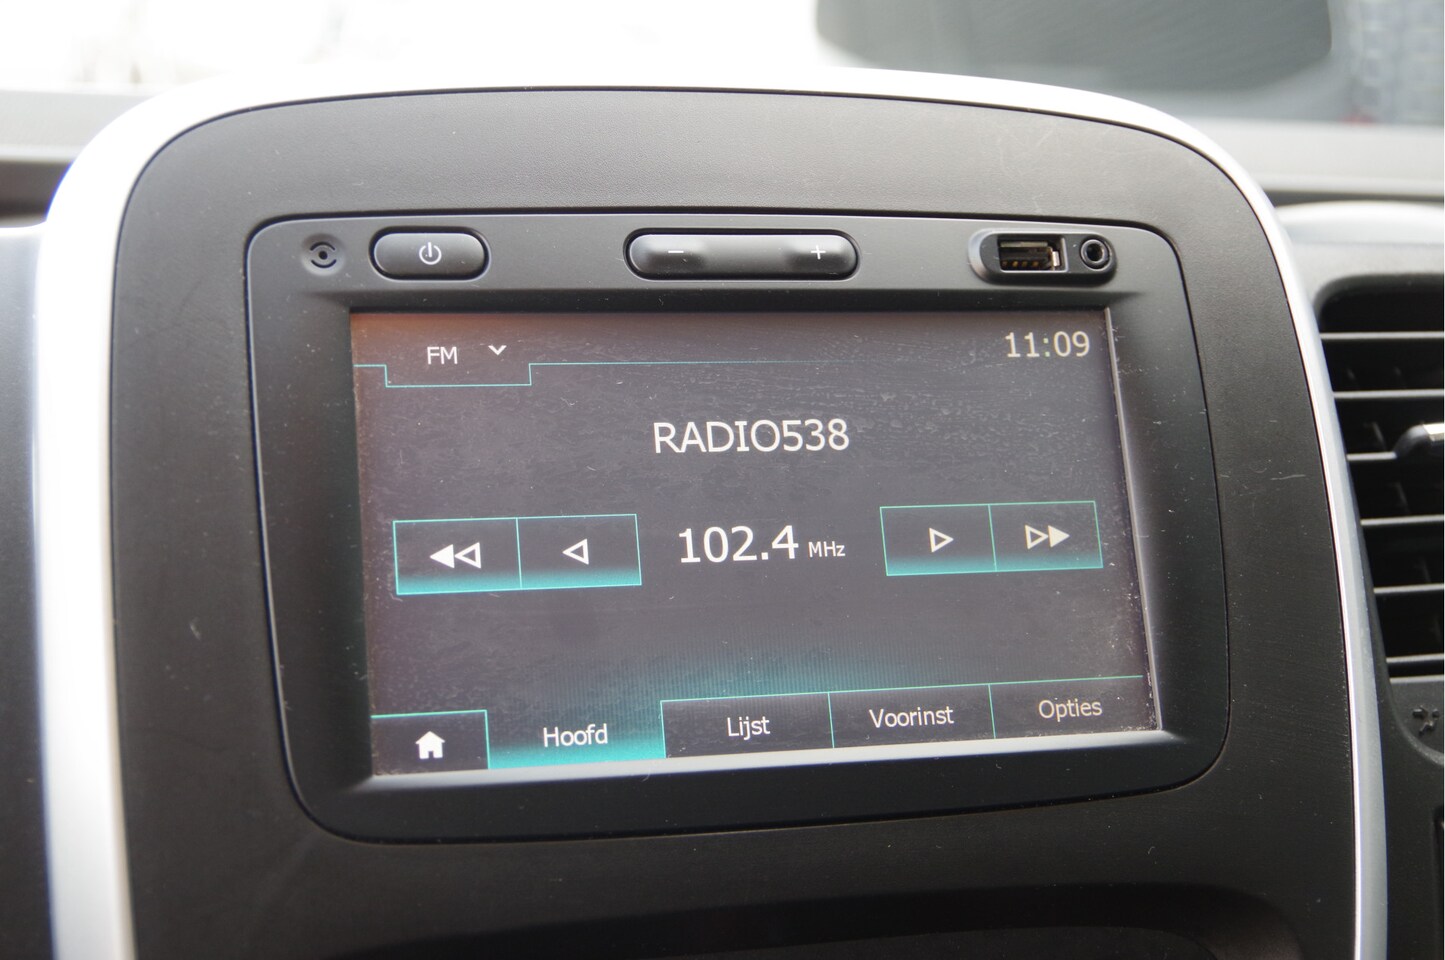 FM
11:09
RADIO538
102.4 MHz
Hoofd
Lijst
Voorinst
Opties